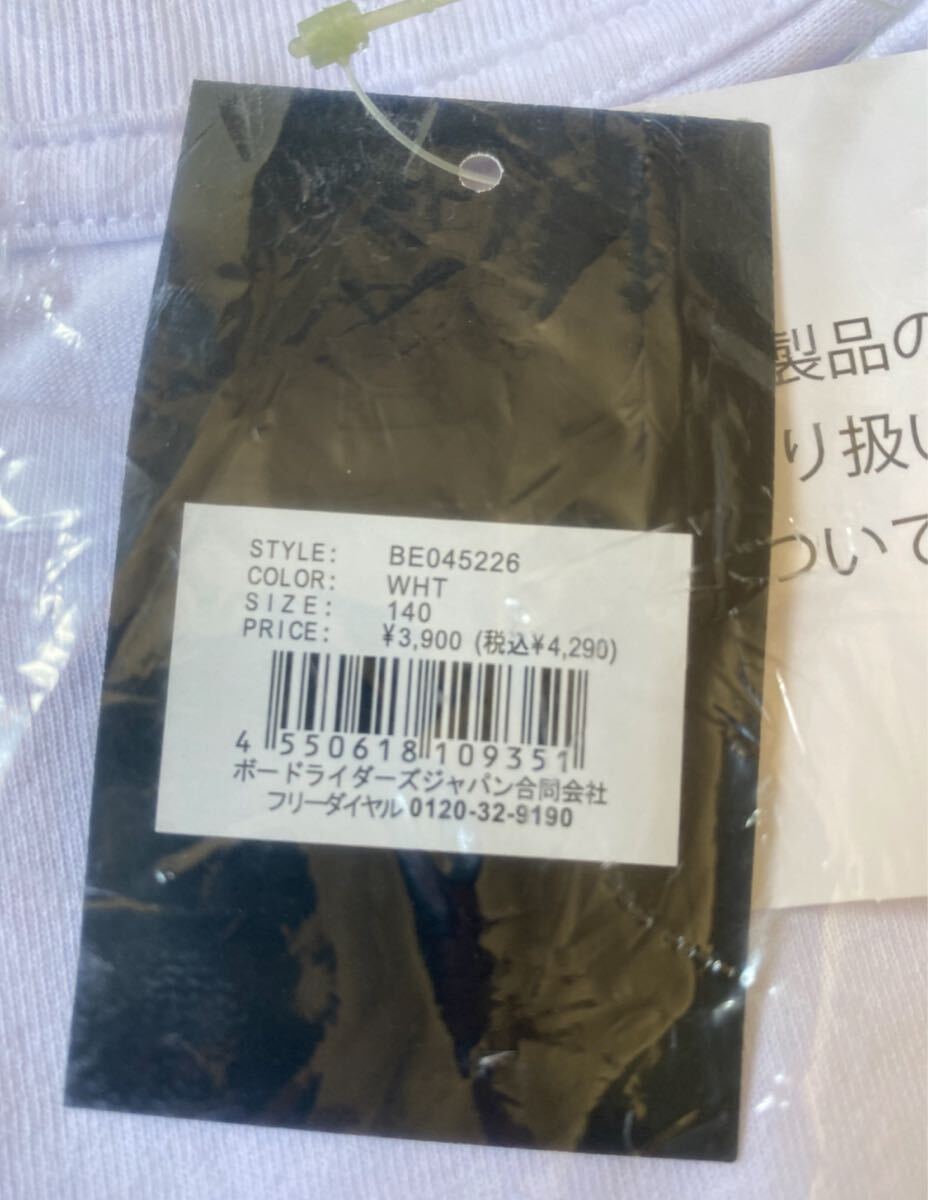 STYLE: BE045226
COLOR: WHT
SIZE: 140
PRICE: ¥3,900 (税込¥4,290)
4 550618 109351
ボードライダーズジャパン合同会社
フリーダイヤル 0120-32-9190
製品の
り扱い
ついて